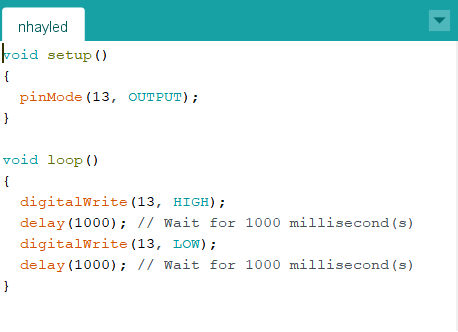 nhayled
void setup()
{
  pinMode(13, OUTPUT);
}

void loop()
{
  digitalWrite(13, HIGH);
  delay(1000); // Wait for 1000 millisecond(s)
  digitalWrite(13, LOW);
  delay(1000); // Wait for 1000 millisecond(s)
}